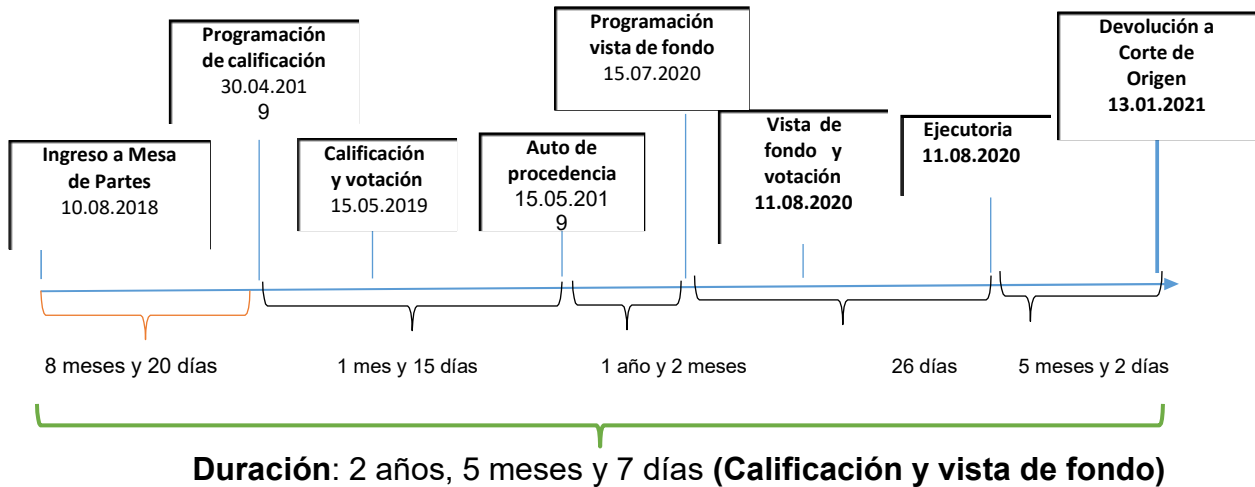 Programación
de calificación
30.04.201
9
Programación
vista de fondo
15.07.2020
Devolución a
Corte de
Origen
13.01.2021
Ingreso a Mesa
de Partes
10.08.2018
Calificación
y votación
15.05.2019
Auto de
procedencia
15.05.201
9
Vista de
fondo y
votación
11.08.2020
Ejecutoria
11.08.2020
8 meses y 20 días
1 mes y 15 días
1 año y 2 meses
26 días
5 meses y 2 días
Duración: 2 años, 5 meses y 7 días (Calificación y vista de fondo)